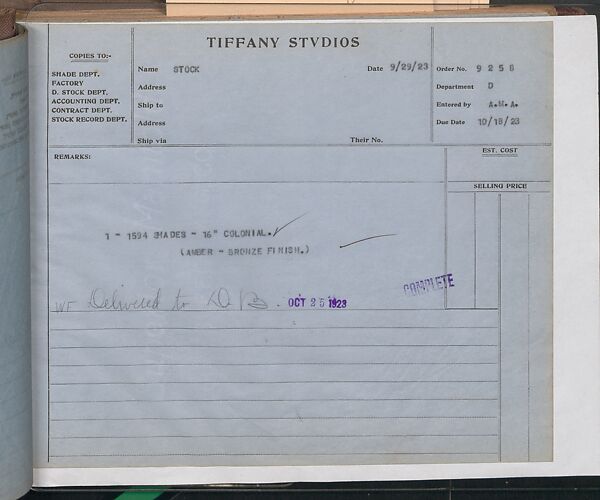 TIFFANY STVDIOS
COPIES TO:-
SHADE DEPT.
FACTORY
D. STOCK DEPT.
ACCOUNTING DEPT.
CONTRACT DEPT.
STOCK RECORD DEPT.
Name STOCK Date 9/29/23
Address
Ship to
Address
Ship via Their No.
Order No. 9256
Department D
Entered by A.M.A.
Due Date 10/18/23
REMARKS:
EST. COST
SELLING PRICE
1 - 1594 SHADES - 16" COLONIAL.
(AMBER - BRONZE FINISH.)
COMPLETE
WF Delivered to D OCT 25 1923